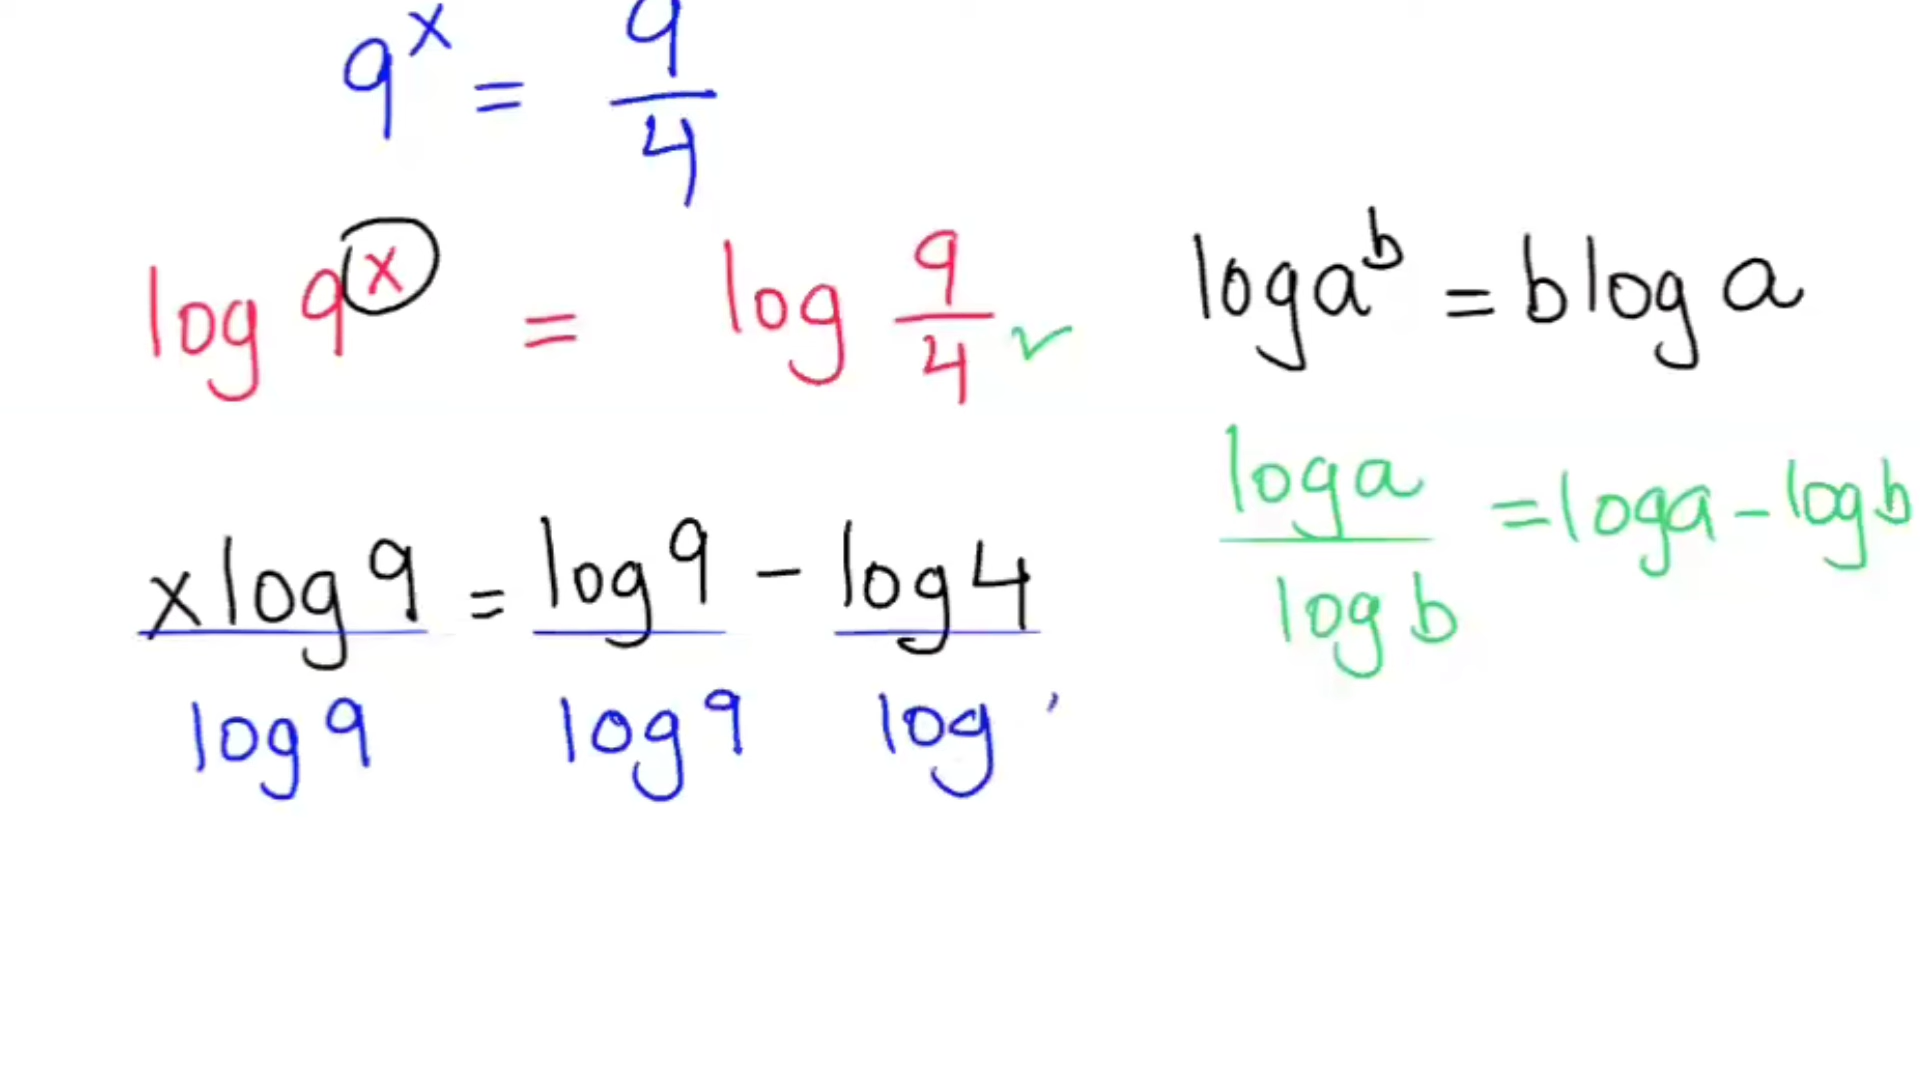 9^x = 9/4
log 9^x = log 9/4 ✓
log a^b = b log a
log a / log b = log a - log b
x log 9 / log 9 = log 9 / log 9 - log 4 / log